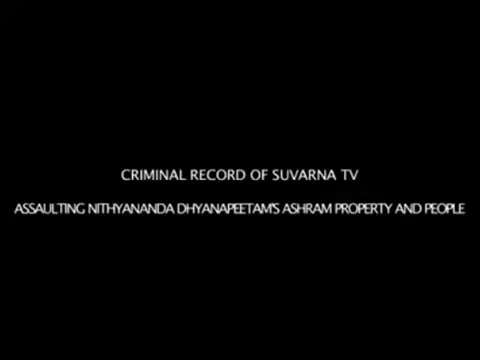 CRIMINAL RECORD OF SUVARNA TV
ASSAULTING NITHYANANDA DHYANAPEETAM'S ASHRAM PROPERTY AND PEOPLE